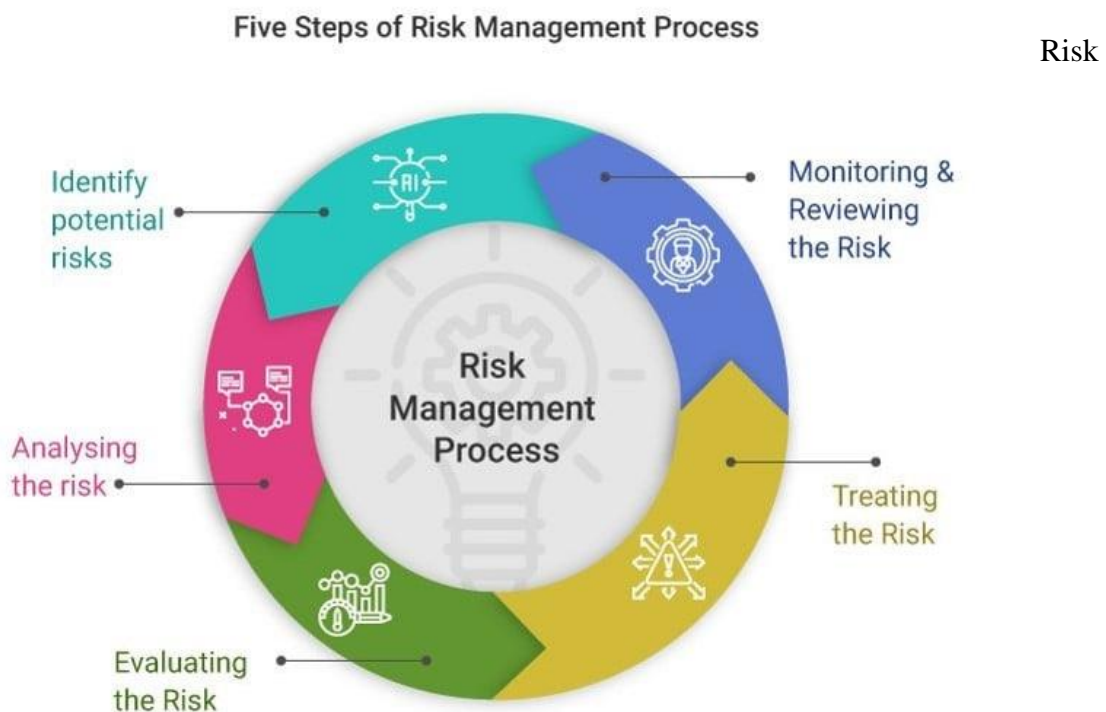 Five Steps of Risk Management Process
Risk
Identify
potential
risks
Monitoring &
Reviewing
the Risk
AI
Risk
Management
Process
Analysing
the risk
Treating
the Risk
!
Evaluating
the Risk